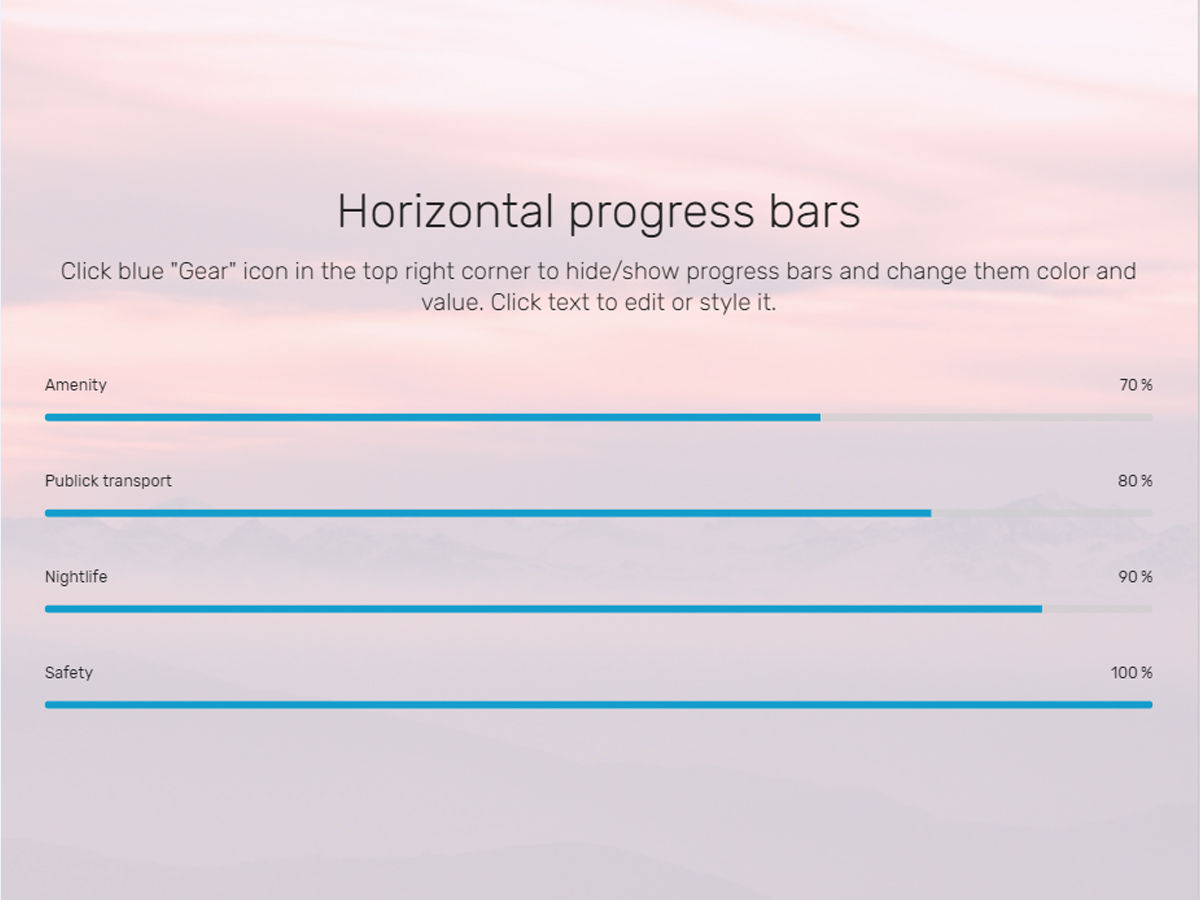 Horizontal progress bars
Click blue "Gear" icon in the top right corner to hide/show progress bars and change them color and
value. Click text to edit or style it.
Amenity 70 %
Publick transport 80 %
Nightlife 90 %
Safety 100 %